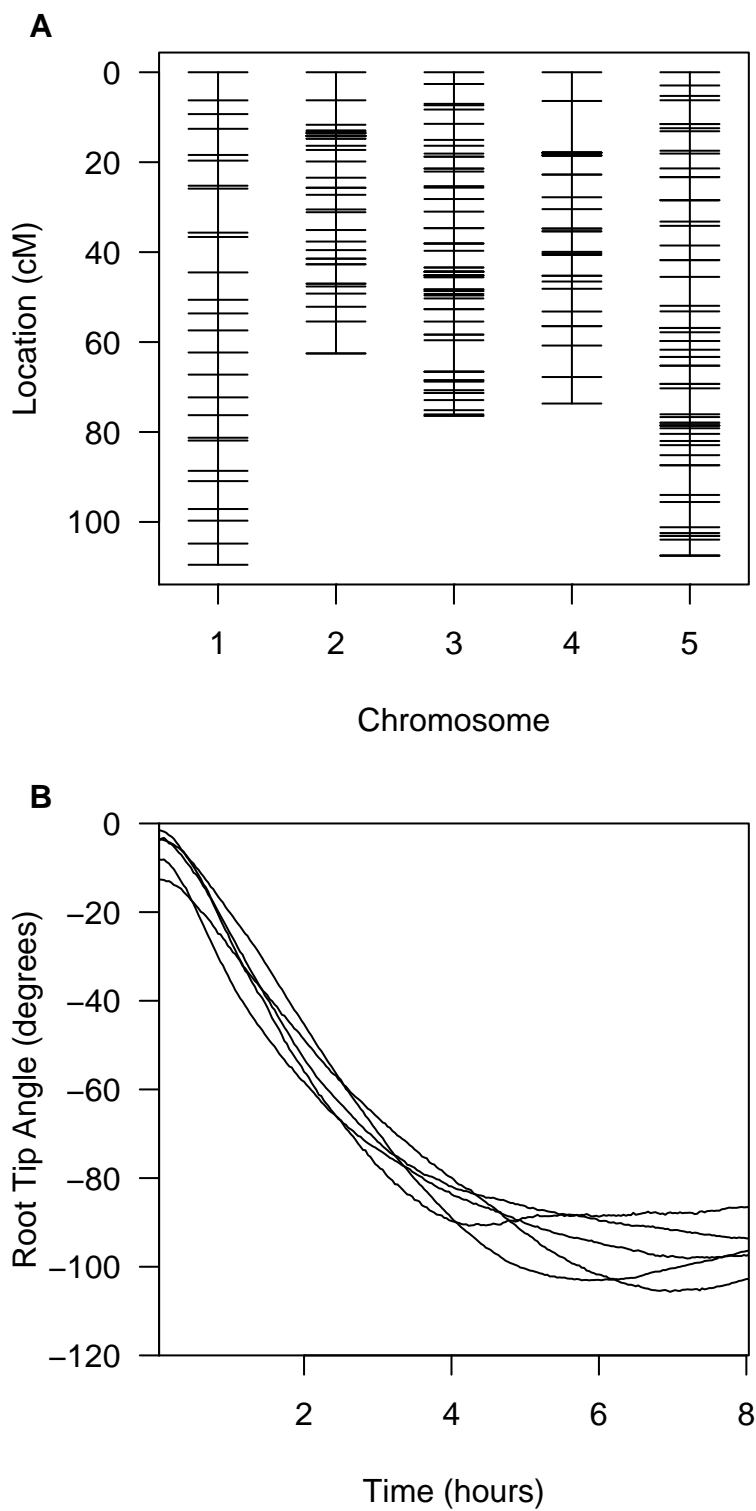 A
0
20
40
60
80
100
Location (cM)
1 2 3 4 5
Chromosome
B
0
−20
−40
−60
−80
−100
−120
Root Tip Angle (degrees)
2 4 6 8
Time (hours)